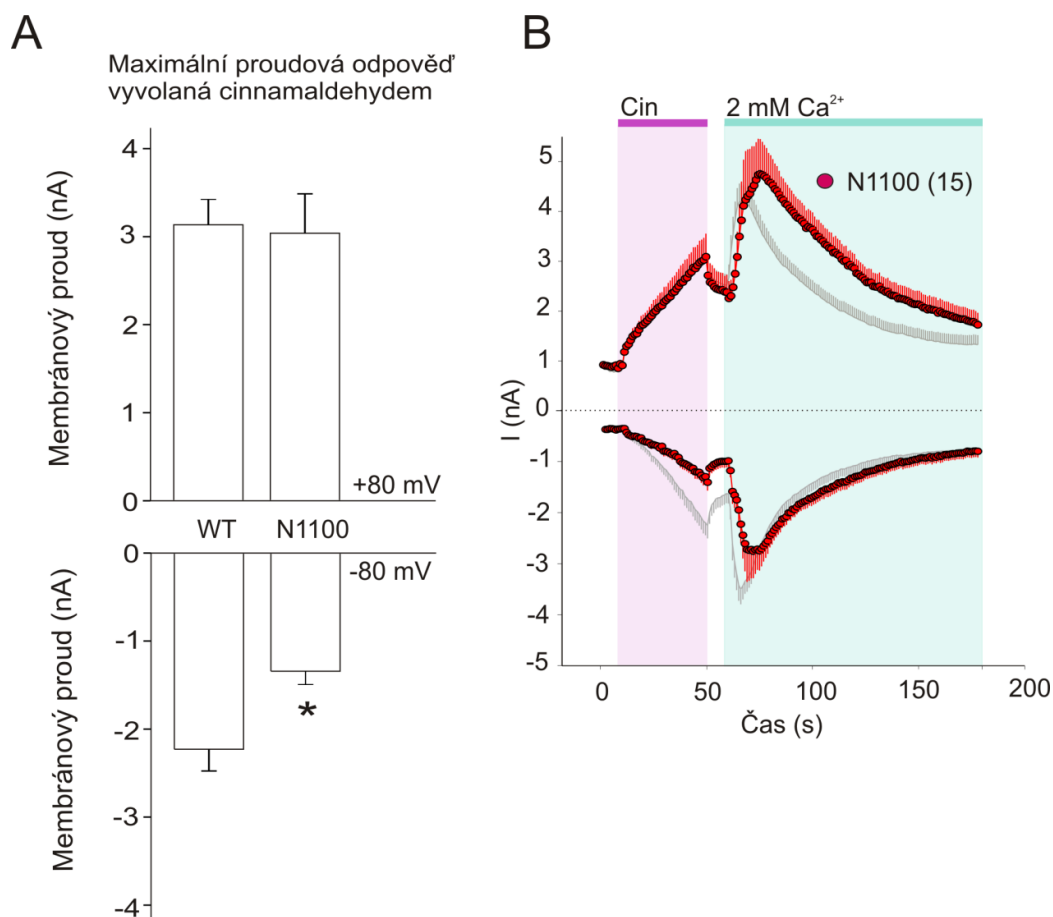 A
Maximální proudová odpověď
vyvolaná cinnamaldehydem
Membránový proud (nA)
4
3
2
1
0
+80 mV
WT
N1100
0
-80 mV
Membránový proud (nA)
-1
*
-2
-3
-4
B
Cin
2 mM Ca²⁺
N1100 (15)
I (nA)
5
4
3
2
1
0
-1
-2
-3
-4
-5
0
50
100
150
200
Čas (s)